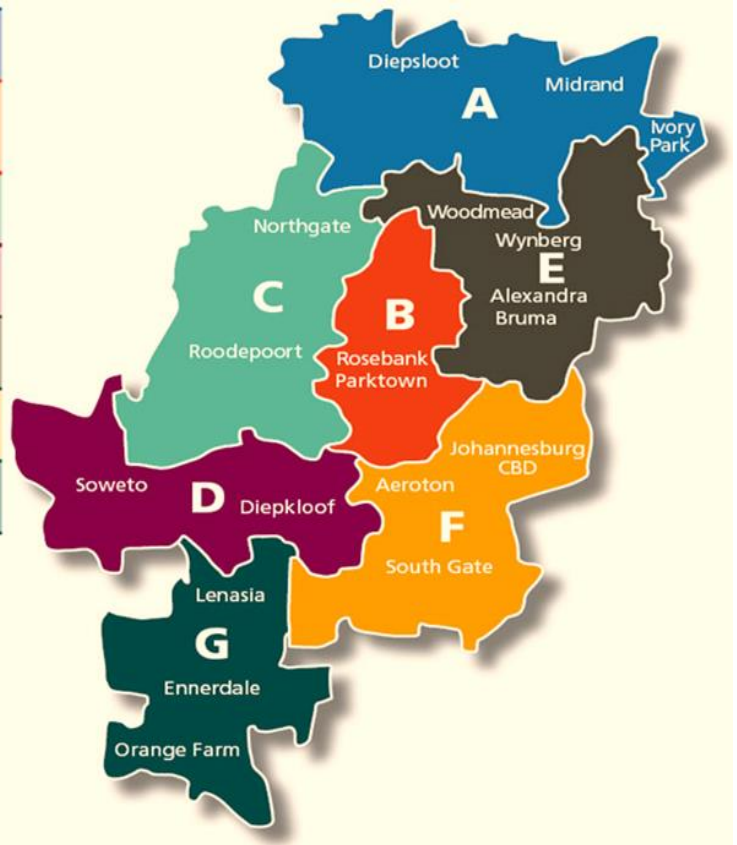 Diepsloot
Midrand
A
Ivory
Park
Woodmead
Northgate
Wynberg
E
C
Alexandra
B
Bruma
Roodepoort
Rosebank
Parktown
Johannesburg
CBD
Soweto
Aeroton
D
Diepkloof
F
South Gate
Lenasia
G
Ennerdale
Orange Farm